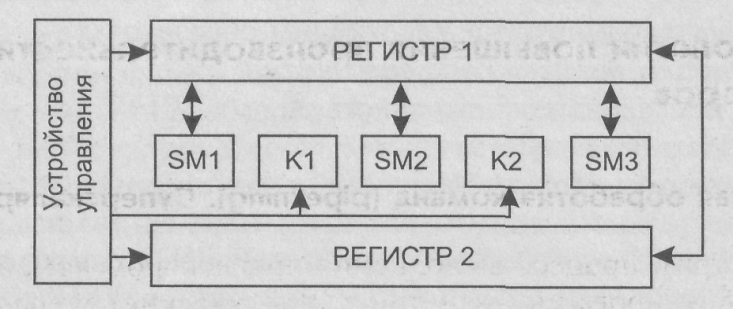 РЕГИСТР 1
Устройство
управления
SM1
K1
SM2
K2
SM3
РЕГИСТР 2